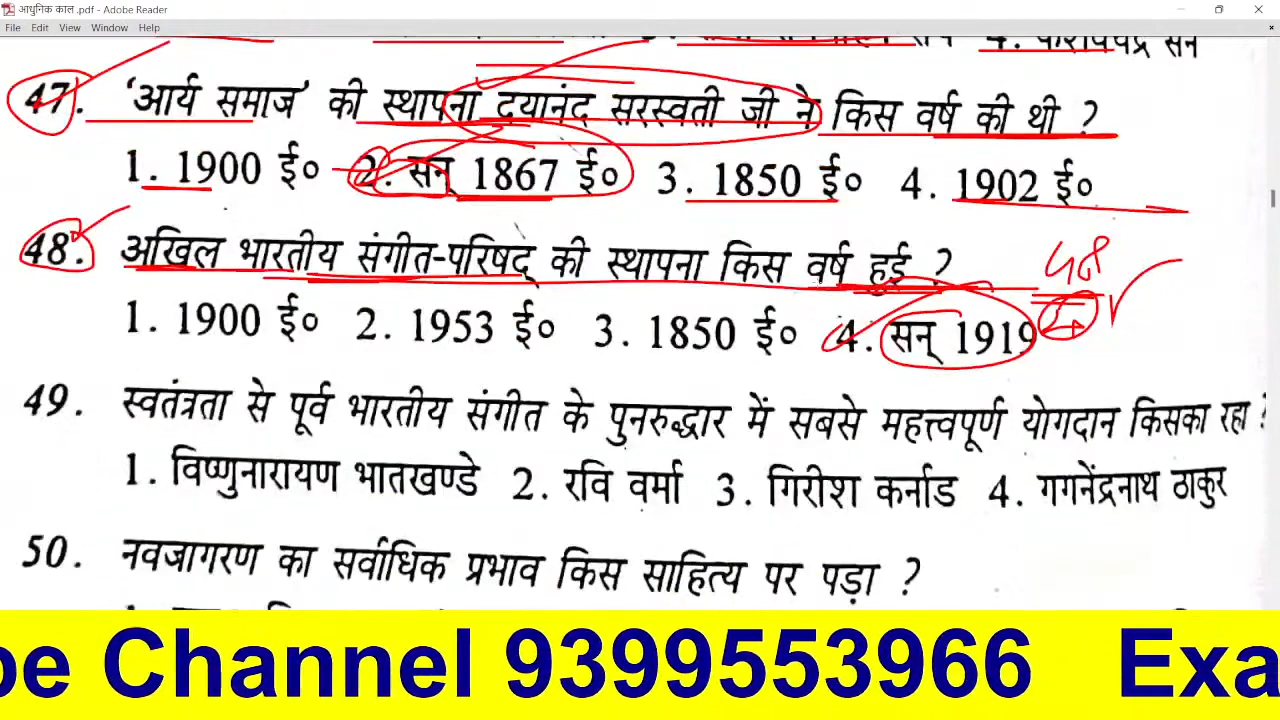 आधुनिक काल .pdf - Adobe Reader
File Edit View Window Help
47. 'आर्य समाज' की स्थापना दयानंद सरस्वती जी ने किस वर्ष की थी ?
1. 1900 ई० 2. सन् 1867 ई० 3. 1850 ई० 4. 1902 ई०
48. अखिल भारतीय संगीत-परिषद् की स्थापना किस वर्ष हुई ?
1. 1900 ई० 2. 1953 ई० 3. 1850 ई० 4. सन् 1919
49. स्वतंत्रता से पूर्व भारतीय संगीत के पुनरुद्धार में सबसे महत्त्वपूर्ण योगदान किसका रहा ?
1. विष्णुनारायण भातखण्डे 2. रवि वर्मा 3. गिरीश कर्नाड 4. गगनेंद्रनाथ ठाकुर
50. नवजागरण का सर्वाधिक प्रभाव किस साहित्य पर पड़ा ?
be Channel 9399553966 Exa